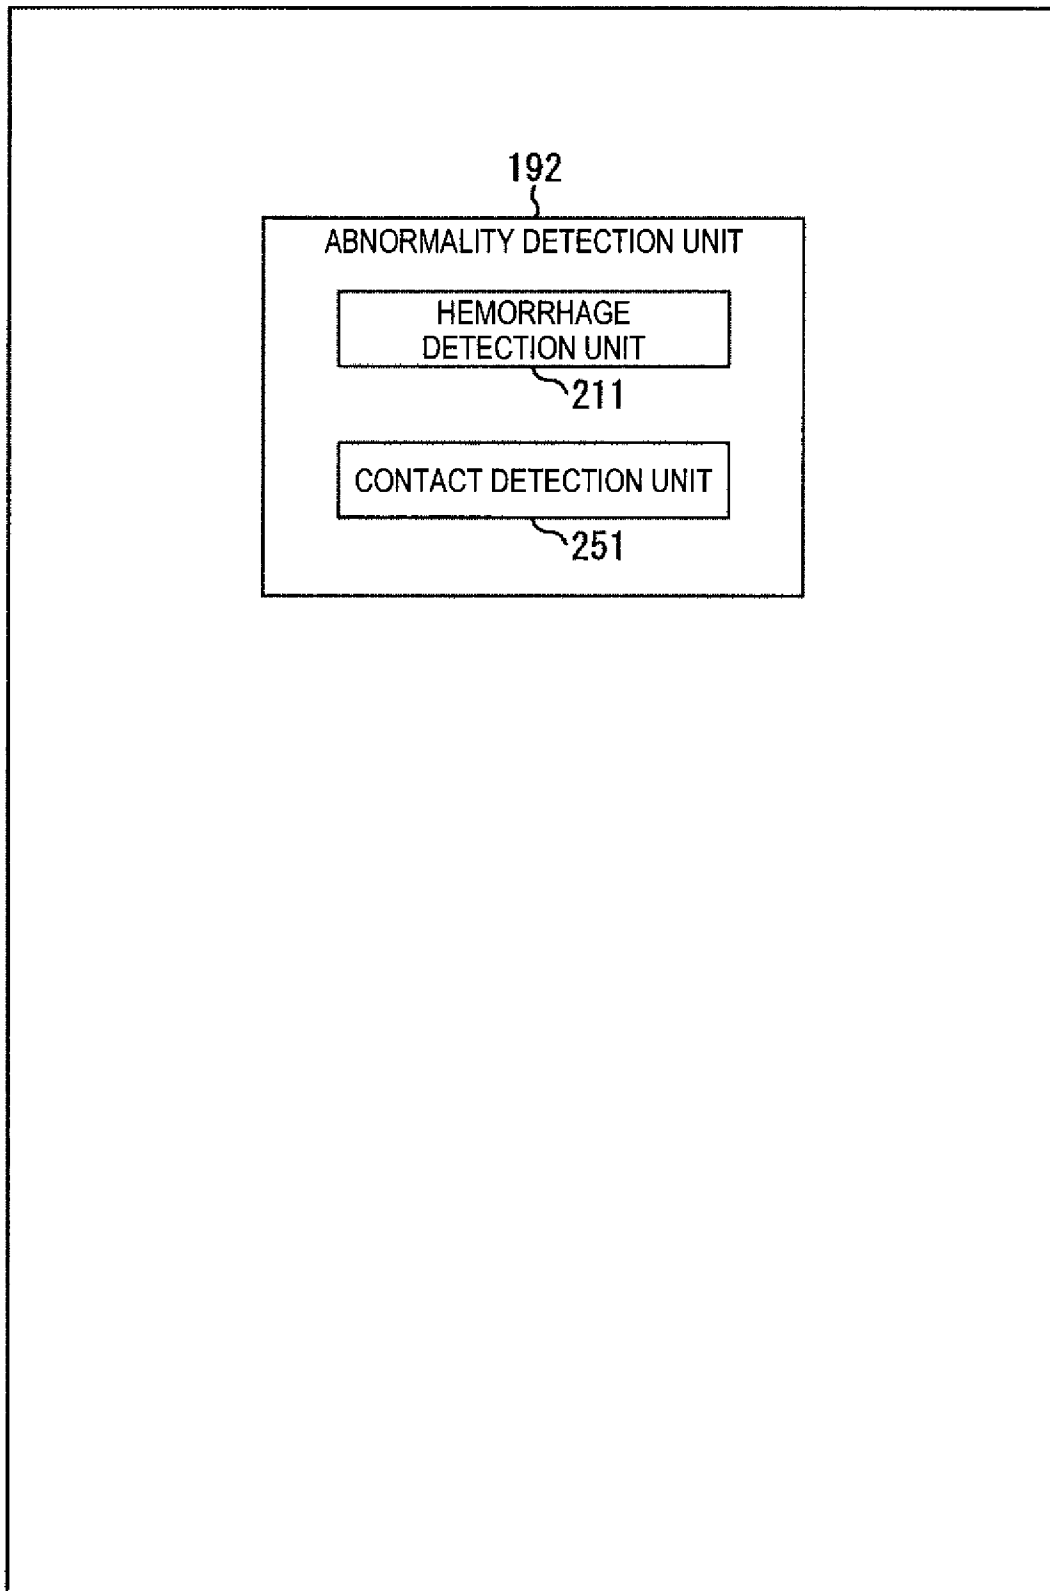 192
ABNORMALITY DETECTION UNIT
HEMORRHAGE
DETECTION UNIT
211
CONTACT DETECTION UNIT
251